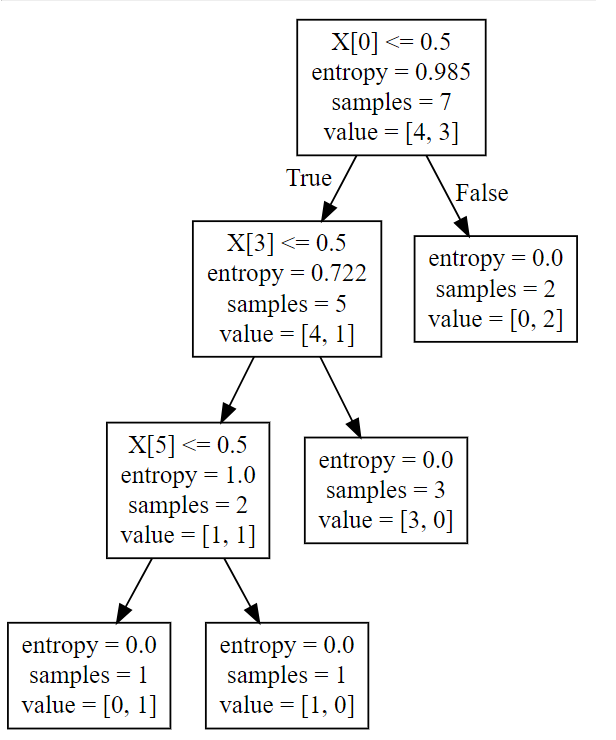 X[0] <= 0.5
entropy = 0.985
samples = 7
value = [4, 3]
True
False
X[3] <= 0.5
entropy = 0.722
samples = 5
value = [4, 1]
entropy = 0.0
samples = 2
value = [0, 2]
X[5] <= 0.5
entropy = 1.0
samples = 2
value = [1, 1]
entropy = 0.0
samples = 3
value = [3, 0]
entropy = 0.0
samples = 1
value = [0, 1]
entropy = 0.0
samples = 1
value = [1, 0]